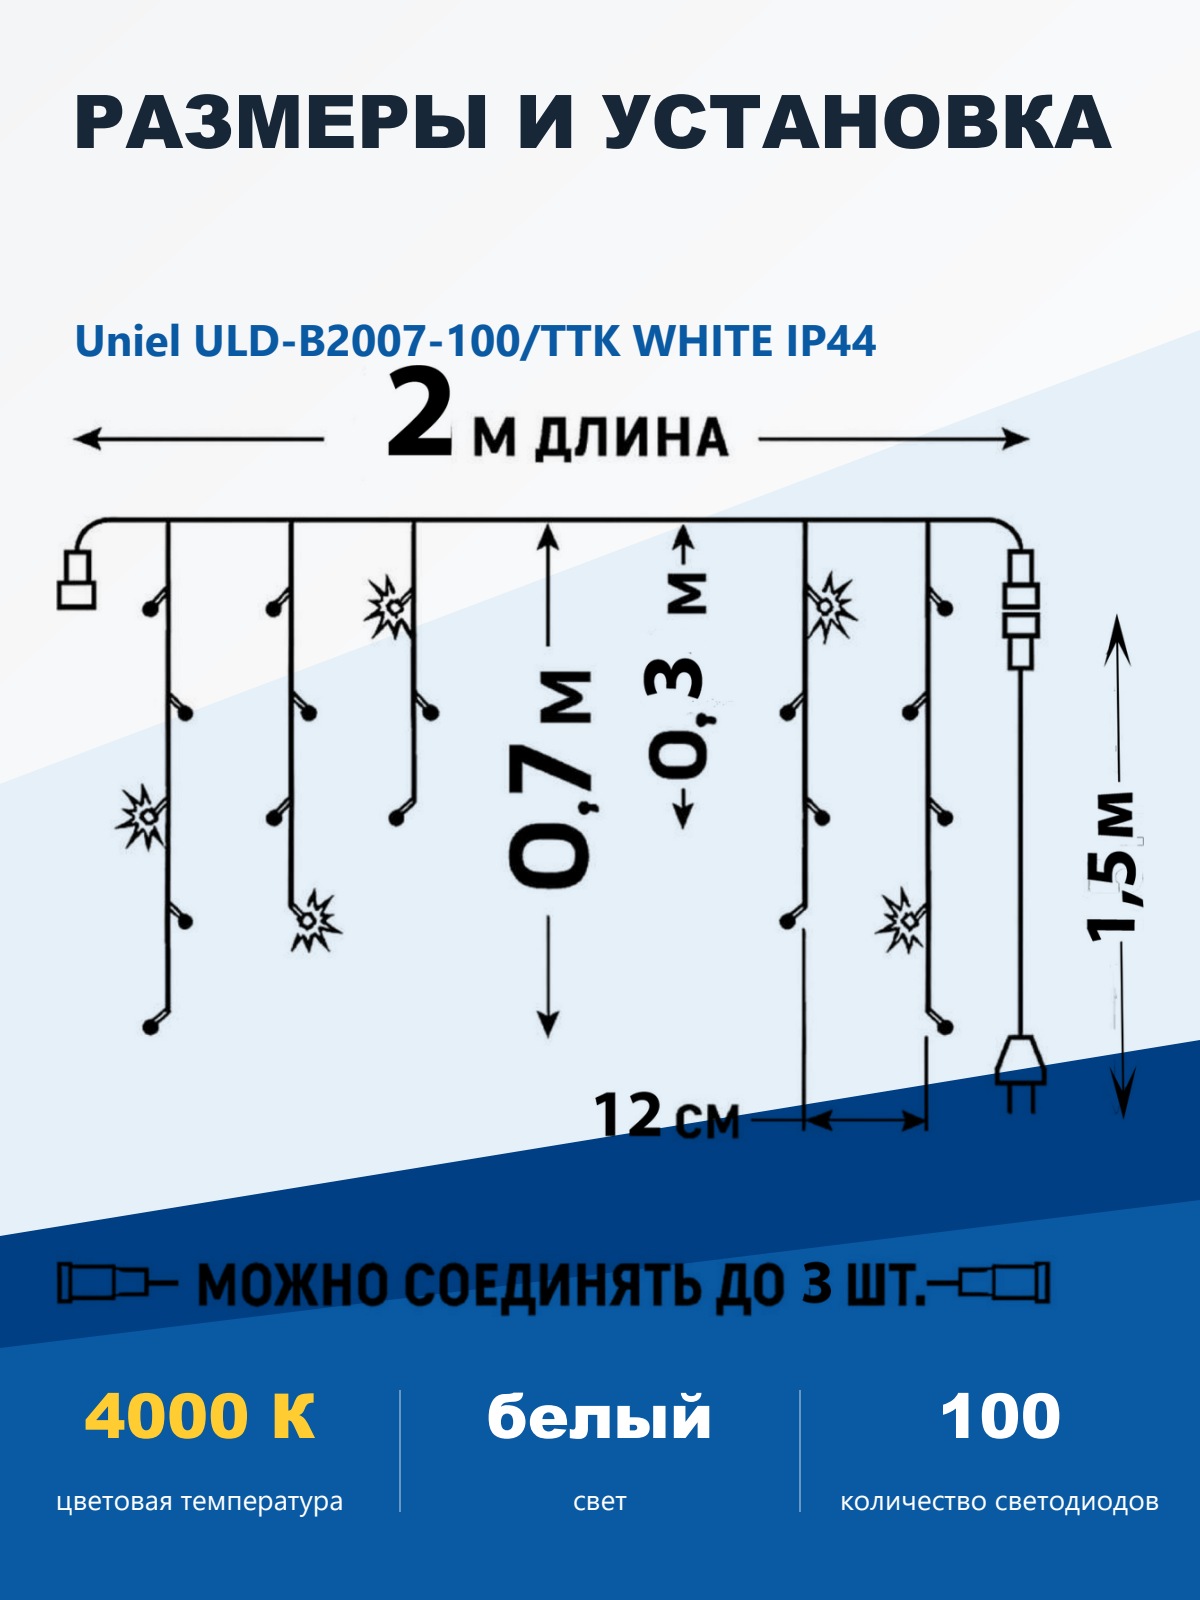 РАЗМЕРЫ И УСТАНОВКА
Uniel ULD-B2007-100/TTK WHITE IP44
2 М ДЛИНА
0,7 М
0,3 М
1,5 м
12 СМ
МОЖНО СОЕДИНЯТЬ ДО 3 ШТ.
4000 К
цветовая температура
белый
свет
100
количество светодиодов